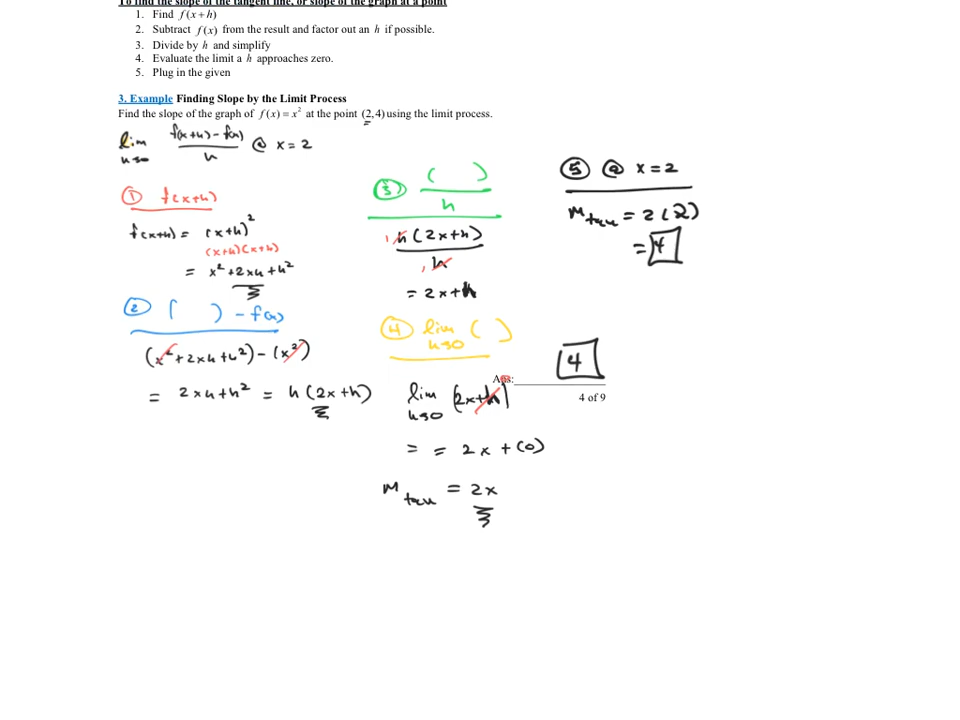 To find the slope of the tangent line, or slope of the graph at a point
1. Find f(x+h)
2. Subtract f(x) from the result and factor out an h if possible.
3. Divide by h and simplify
4. Evaluate the limit a h approaches zero.
5. Plug in the given
3. Example Finding Slope by the Limit Process
Find the slope of the graph of f(x) = x² at the point (2,4) using the limit process.
lim h→0 (f(x+h) - f(x))/h @ x = 2
① f(x+h)
f(x+h) = (x+h)²
(x+h)(x+h)
= x² + 2xh + h²
② ( ) - f(x)
(x² + 2xh + h²) - (x²)
= 2xh + h² = h(2x+h)
③ ( )/h
1 h(2x+h)
1 h
= 2x+h
④ lim h→0 ( )
lim h→0 (2x+h)
= = 2x + (0)
m tan = 2x
⑤ @ x = 2
m tan = 2(2)
= 4
4
Ans:
4 of 9